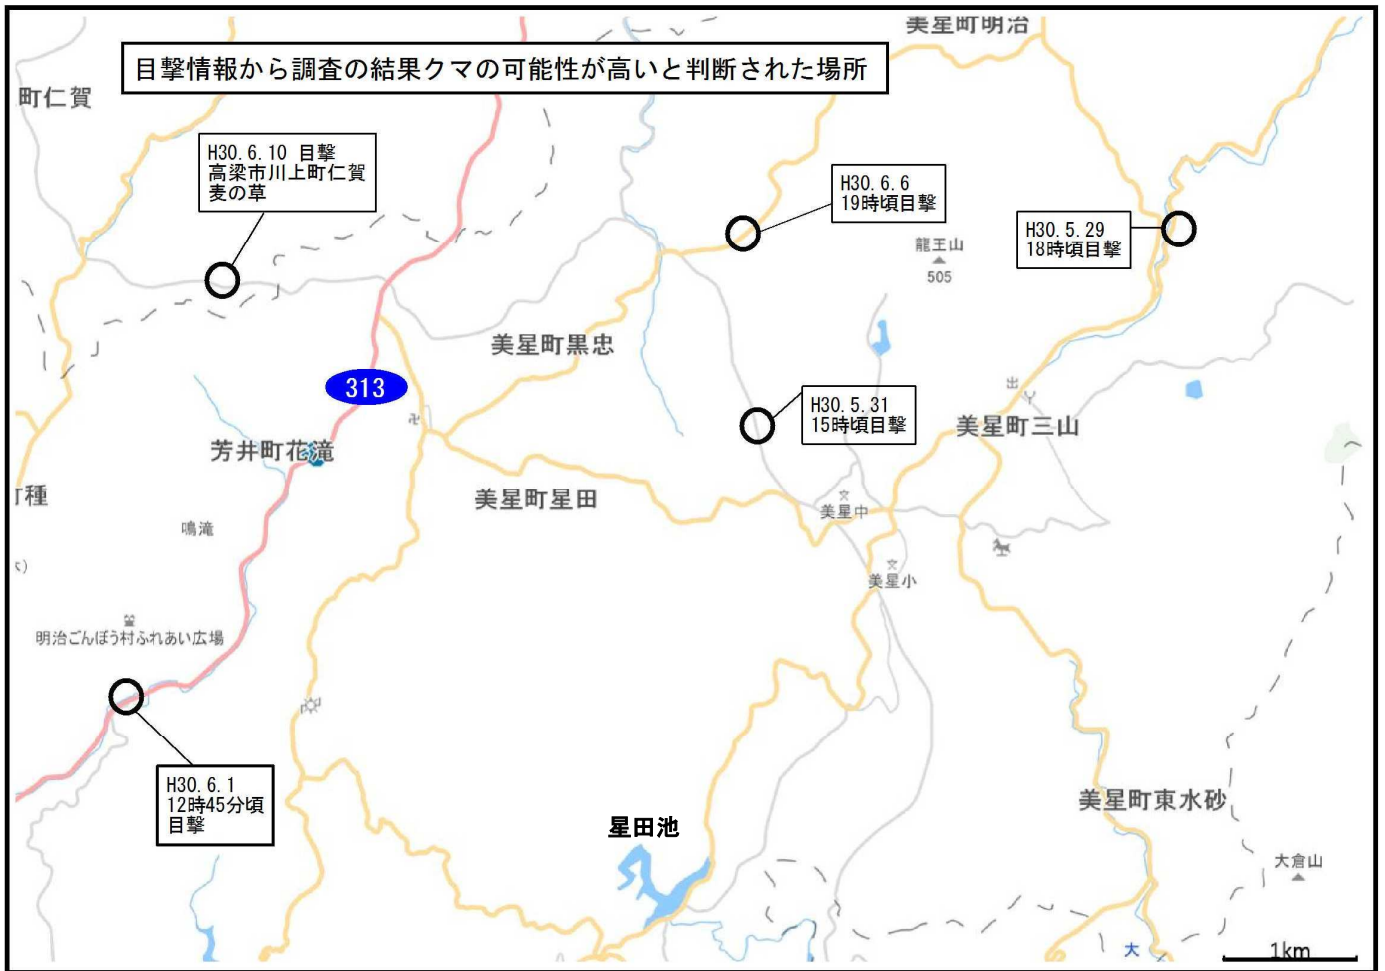 美星町明治
目撃情報から調査の結果クマの可能性が高いと判断された場所
町仁賀
H30.6.10 目撃
高梁市川上町仁賀
麦の草
H30.6.6
19時頃目撃
H30.5.29
18時頃目撃
龍王山
505
美星町黒忠
313
H30.5.31
15時頃目撃
美星町三山
芳井町花滝
美星町星田
町種
鳴滝
美星中
美星小
明治ごんぼう村ふれあい広場
H30.6.1
12時45分頃
目撃
美星町東水砂
星田池
大倉山
大
1km